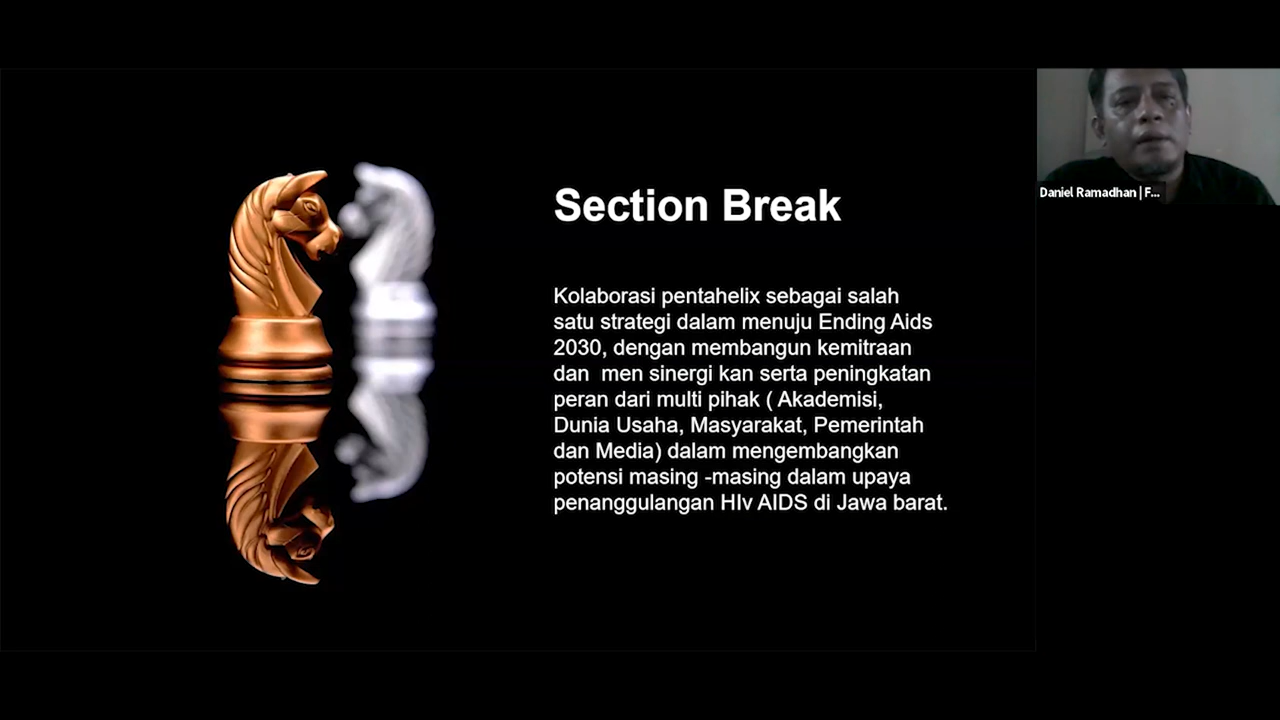 Section Break
Kolaborasi pentahelix sebagai salah
satu strategi dalam menuju Ending Aids
2030, dengan membangun kemitraan
dan  men sinergi kan serta peningkatan
peran dari multi pihak ( Akademisi,
Dunia Usaha, Masyarakat, Pemerintah
dan Media) dalam mengembangkan
potensi masing -masing dalam upaya
penanggulangan HIv AIDS di Jawa barat.
Daniel Ramadhan | F...